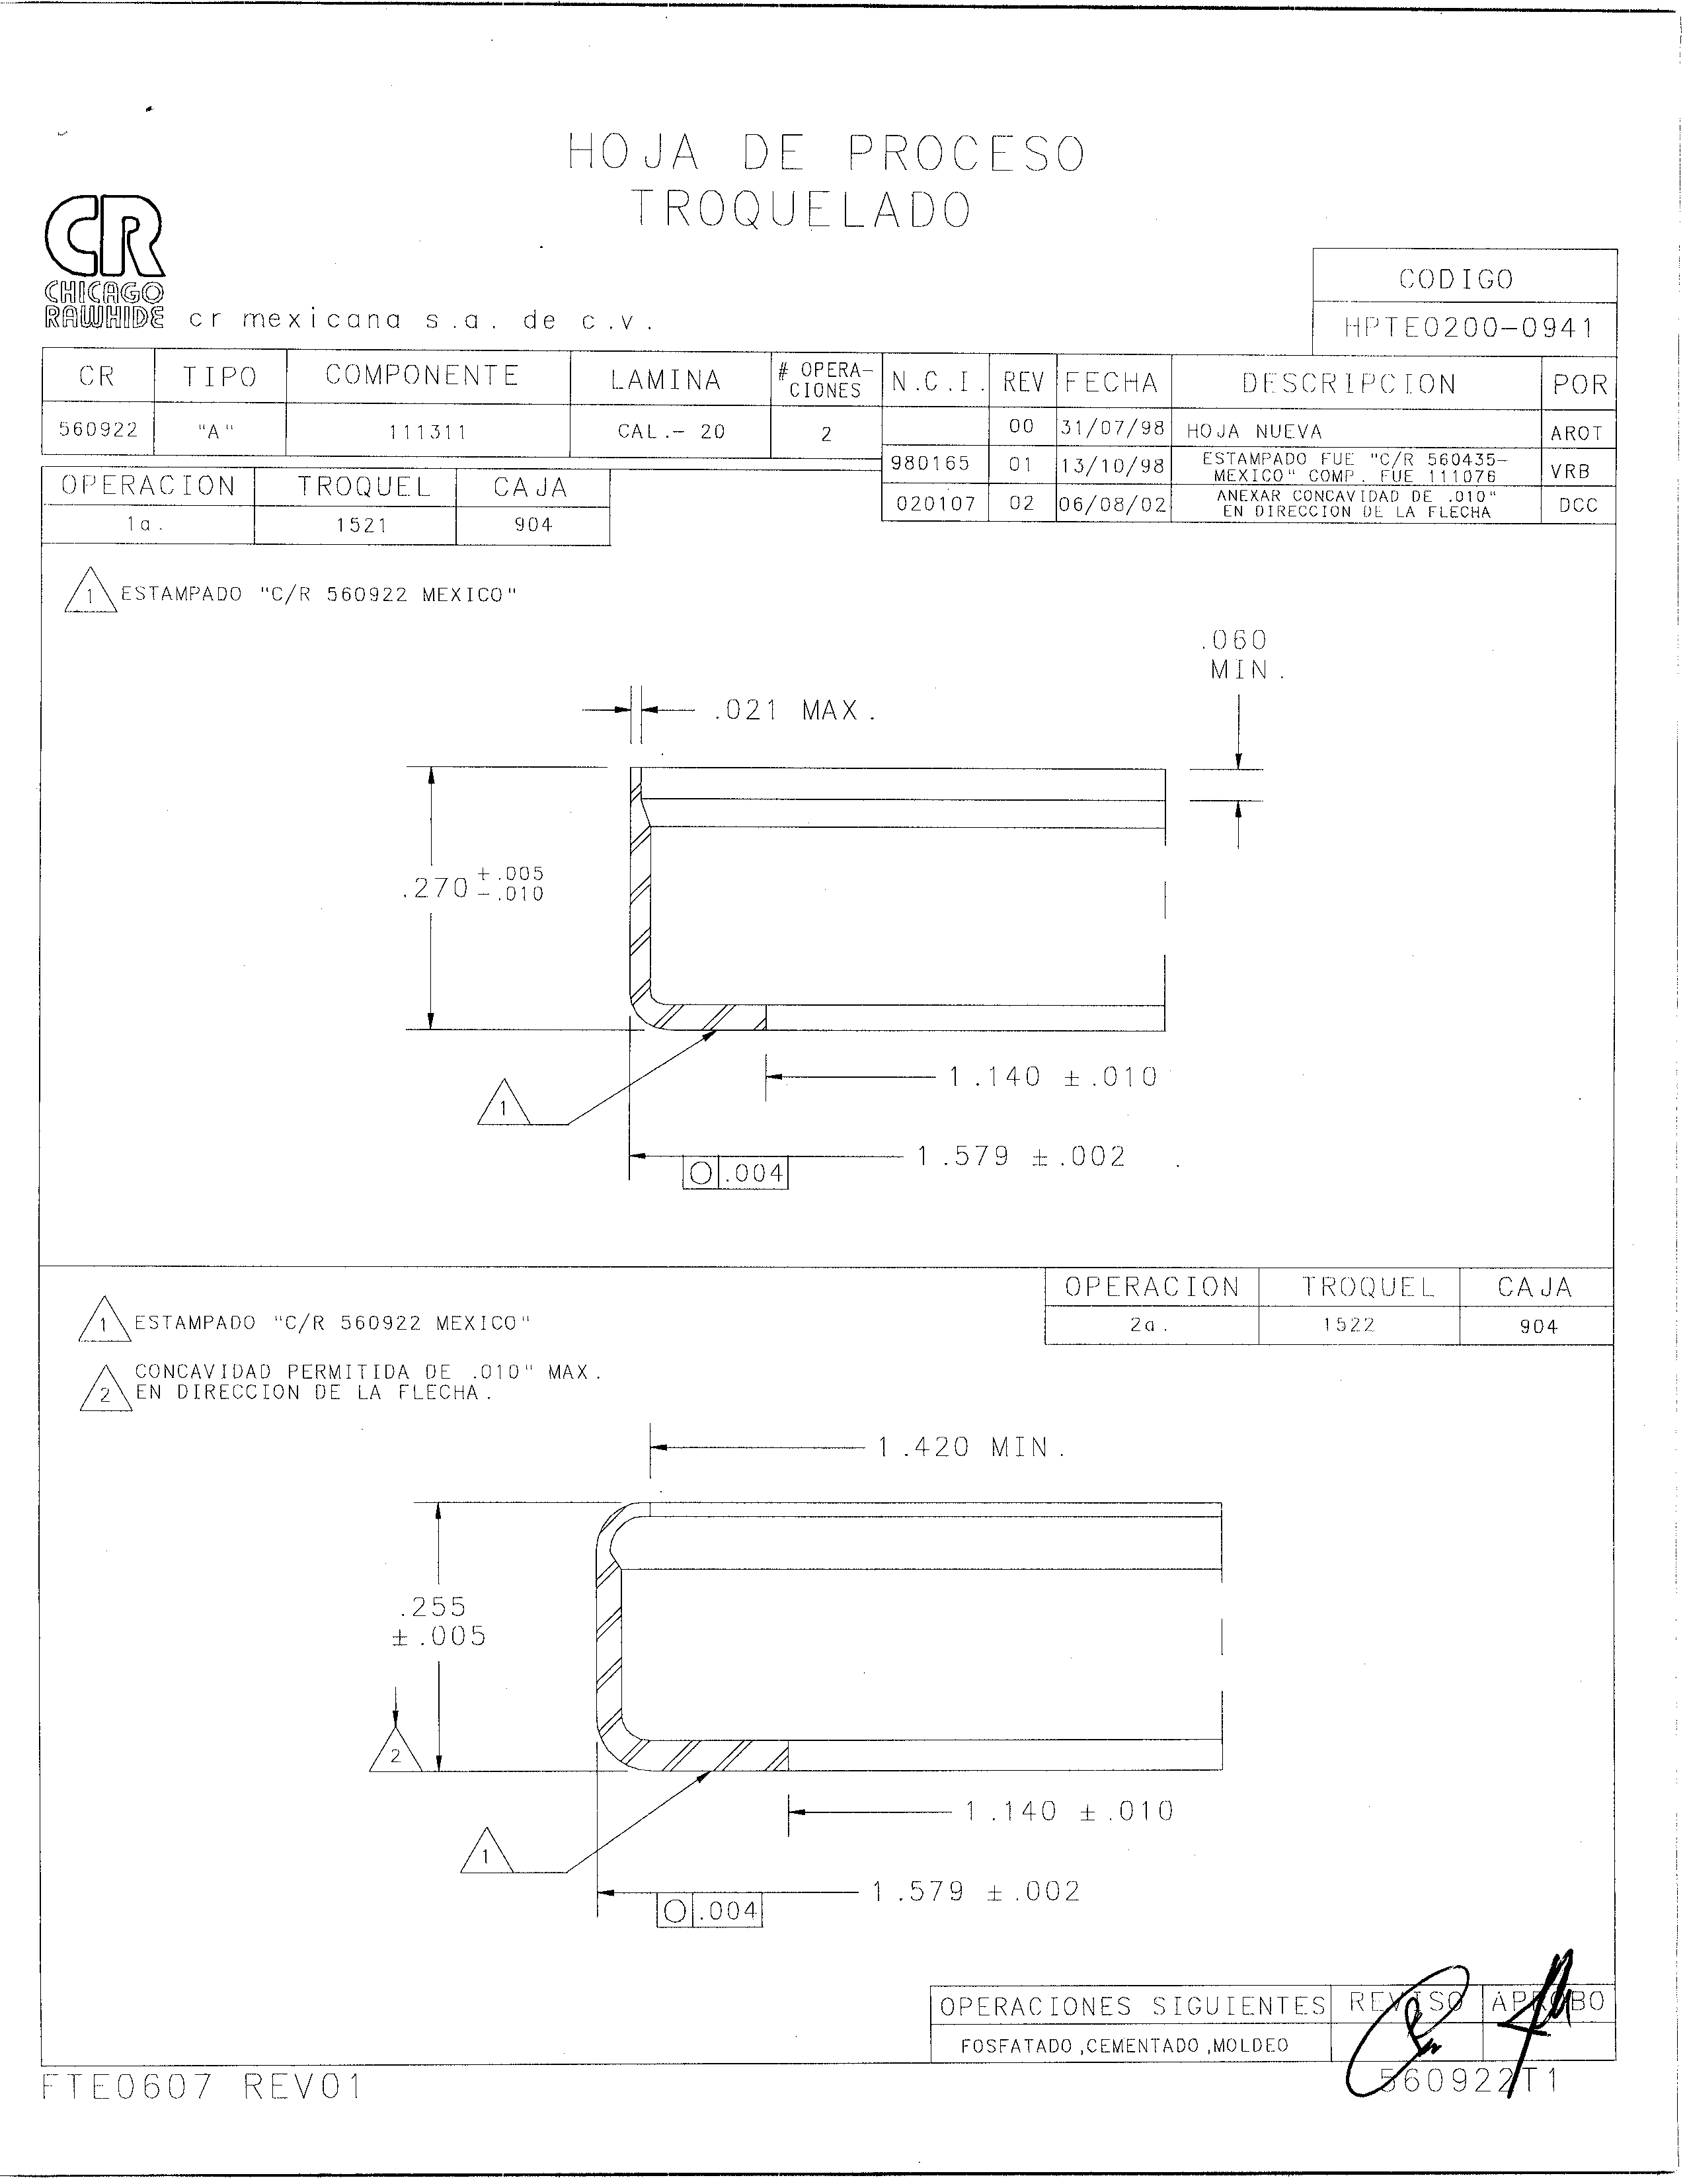 HOJA DE PROCESO
TROQUELADO
CR
CHICAGO
RAWHIDE
cr mexicana s.a. de c.v.
CODIGO
HPTE0200-0941
CR TIPO COMPONENTE LAMINA # OPERA-CIONES
560922 "A" 111311 CAL.- 20 2
N.C.I. REV FECHA DESCRIPCION POR
00 31/07/98 HOJA NUEVA AROT
980165 01 13/10/98 ESTAMPADO FUE "C/R 560435-
MEXICO" COMP. FUE 111076 VRB
020107 02 06/08/02 ANEXAR CONCAVIDAD DE .010"
EN DIRECCION DE LA FLECHA DCC
OPERACION TROQUEL CAJA
1a. 1521 904
1 ESTAMPADO "C/R 560922 MEXICO"
.060
MIN.
.021 MAX.
.270 +.005
-.010
1.140 ±.010
1
1.579 ±.002
.004
OPERACION TROQUEL CAJA
2a. 1522 904
1 ESTAMPADO "C/R 560922 MEXICO"
2 CONCAVIDAD PERMITIDA DE .010" MAX.
EN DIRECCION DE LA FLECHA.
1.420 MIN.
.255
±.005
2
1.140 ±.010
1
1.579 ±.002
.004
OPERACIONES SIGUIENTES REVISO APROBO
FOSFATADO,CEMENTADO,MOLDEO
FTE0607 REV01
560922T1